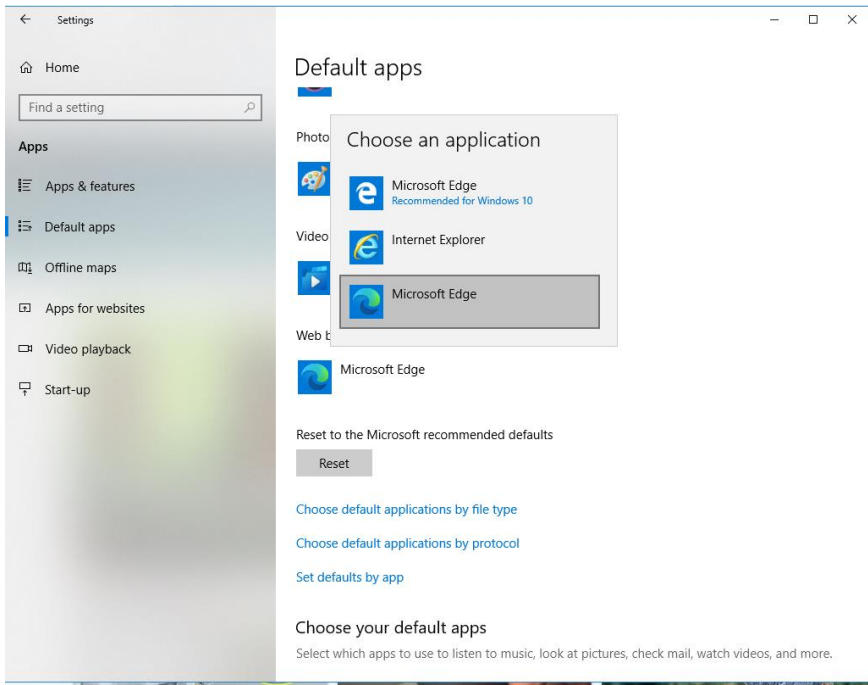 Settings
Home
Find a setting
Apps
Apps & features
Default apps
Offline maps
Apps for websites
Video playback
Start-up
Default apps
Photo
Choose an application
Microsoft Edge
Recommended for Windows 10
Internet Explorer
Microsoft Edge
Video
Web b
Microsoft Edge
Reset to the Microsoft recommended defaults
Reset
Choose default applications by file type
Choose default applications by protocol
Set defaults by app
Choose your default apps
Select which apps to use to listen to music, look at pictures, check mail, watch videos, and more.